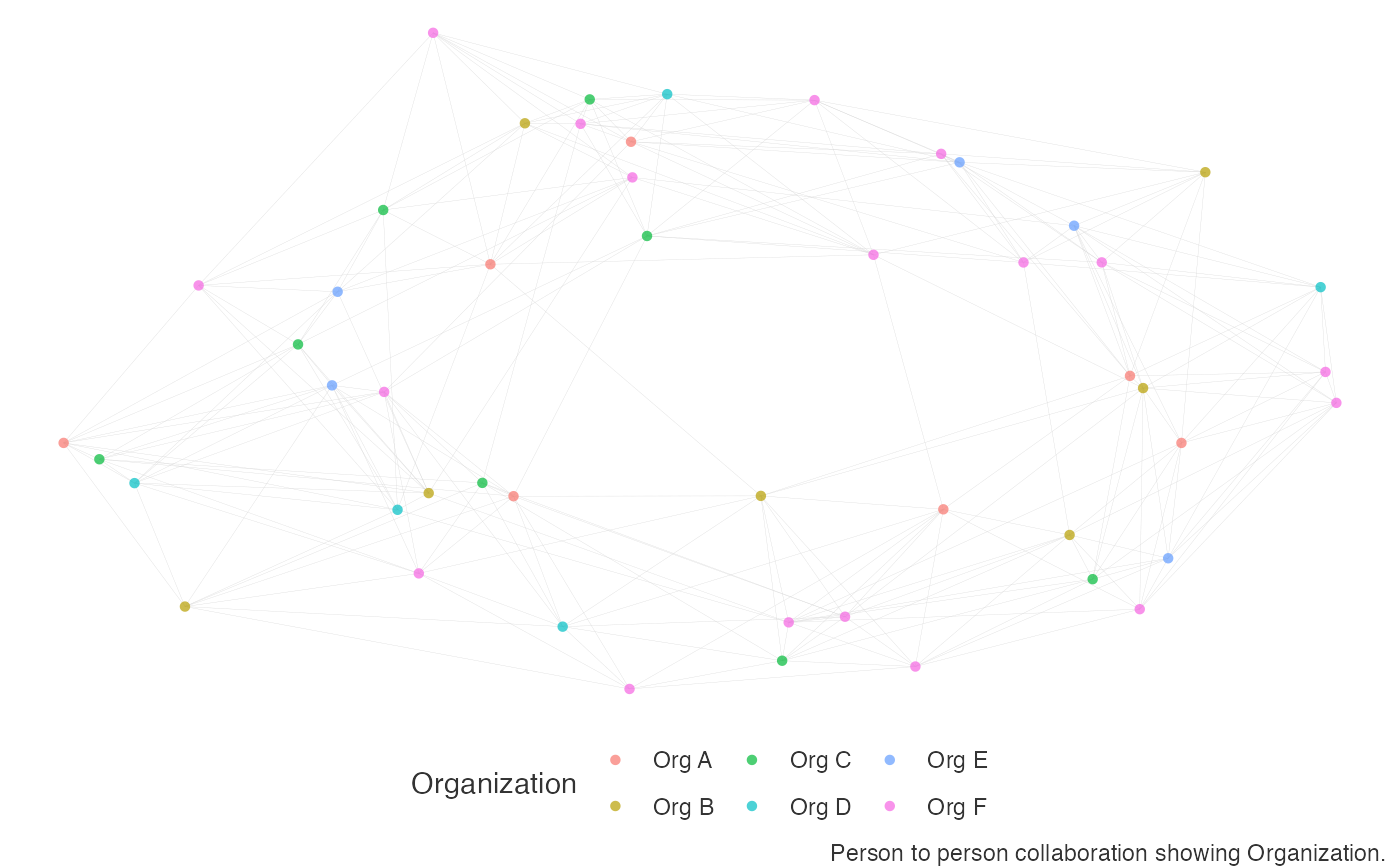 Organization
Org A
Org C
Org E
Org B
Org D
Org F
Person to person collaboration showing Organization.